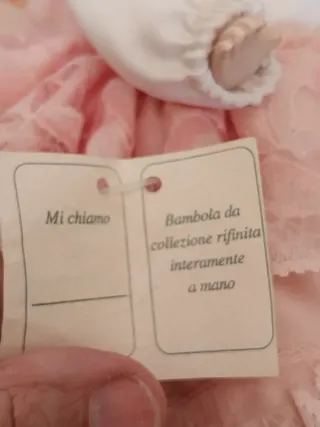 Mi chiamo
Bambola da
collezione rifinita
interamente
a mano